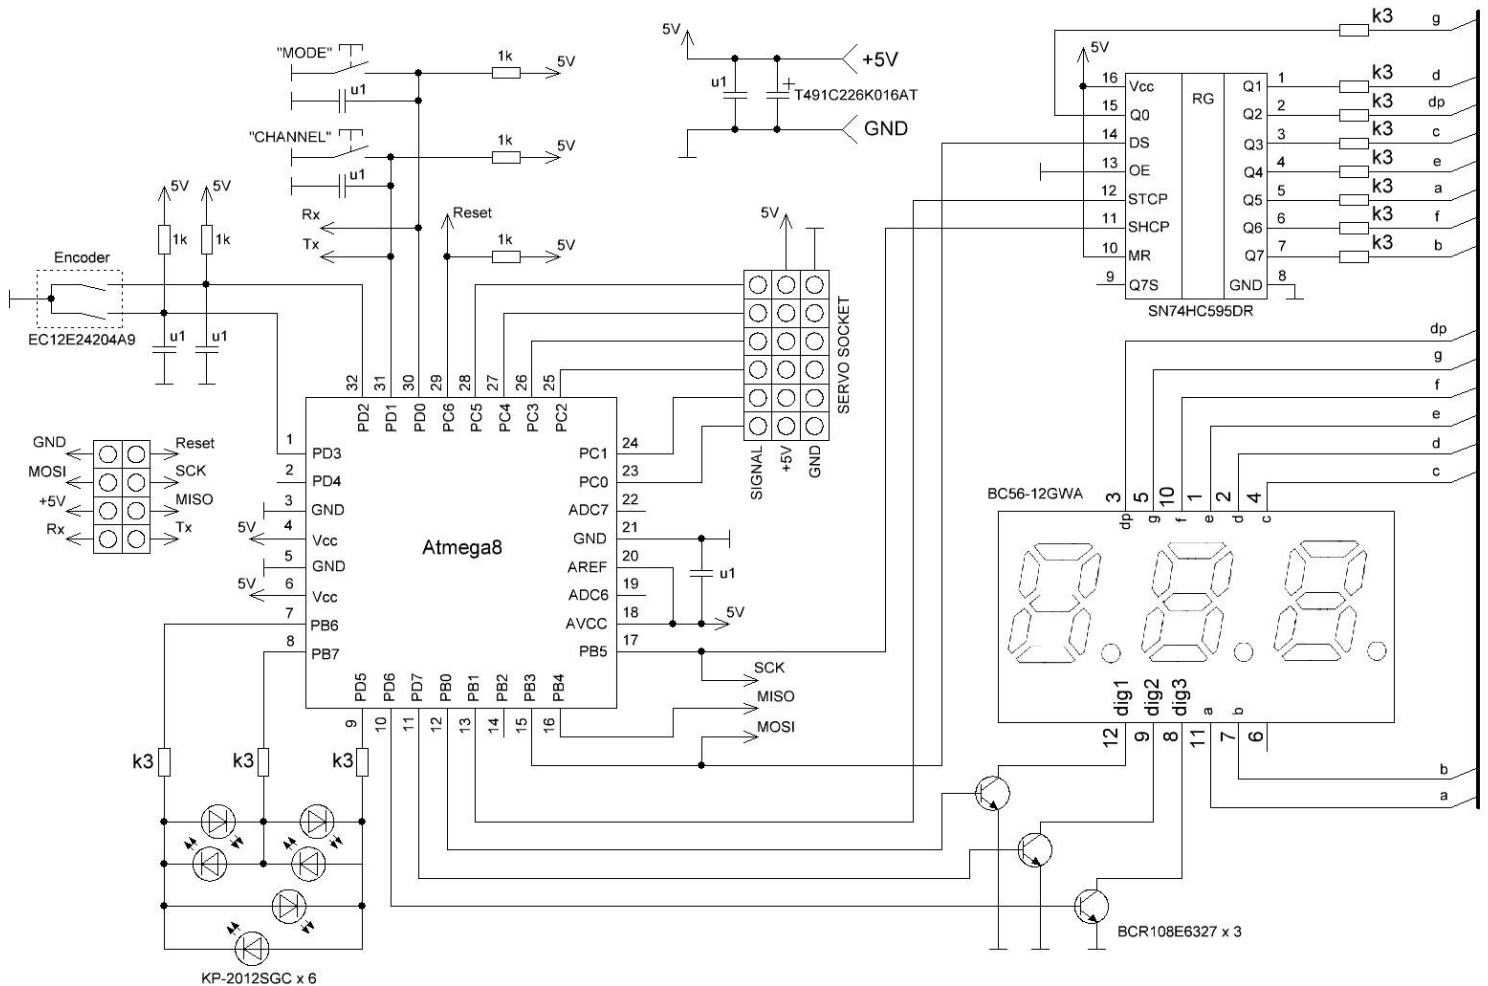 "MODE"
1k
5V
u1
"CHANNEL"
1k
5V
u1
5V
+5V
u1
+
T491C226K016AT
GND
5V
5V
1k
1k
Rx
Tx
Reset
1k
5V
Encoder
EC12E24204A9
u1
u1
5V
SERVO SOCKET
SIGNAL
+5V
GND
k3 g
5V
16 Vcc RG Q1 1 k3 d
15 Q0 Q2 2 k3 dp
14 DS Q3 3 k3 c
13 OE Q4 4 k3 e
12 STCP Q5 5 k3 a
11 SHCP Q6 6 k3 f
10 MR Q7 7 k3 b
9 Q7S GND 8
SN74HC595DR
dp
g
f
e
d
c
32 31 30 29 28 27 26 25
PD2 PD1 PD0 PC6 PC5 PC4 PC3 PC2
GND Reset
MOSI SCK
+5V MISO
Rx Tx
1 PD3
2 PD4
3 GND
5V 4 Vcc
5 GND
5V 6 Vcc
7 PB6
8 PB7
Atmega8
PC1 24
PC0 23
ADC7 22
GND 21
AREF 20
ADC6 19
AVCC 18
PB5 17
u1
5V
PD5 PD6 PD7 PB0 PB1 PB2 PB3 PB4
9 10 11 12 13 14 15 16
SCK
MISO
MOSI
BC56-12GWA
3 5 10 1 2 4
dp g f e d c
dig1 dig2 dig3 a b
12 9 8 11 7 6
b
a
k3 k3 k3
KP-2012SGC x 6
BCR108E6327 x 3